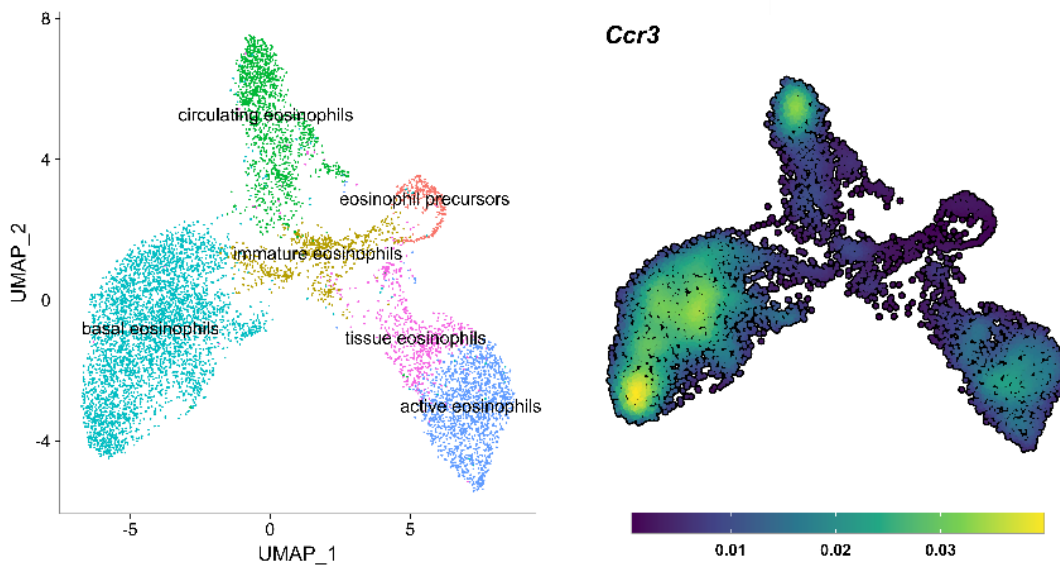 8
4
0
-4
UMAP_2
circulating eosinophils
eosinophil precursors
immature eosinophils
basal eosinophils
tissue eosinophils
active eosinophils
-5
0
5
UMAP_1
Ccr3
0.01
0.02
0.03